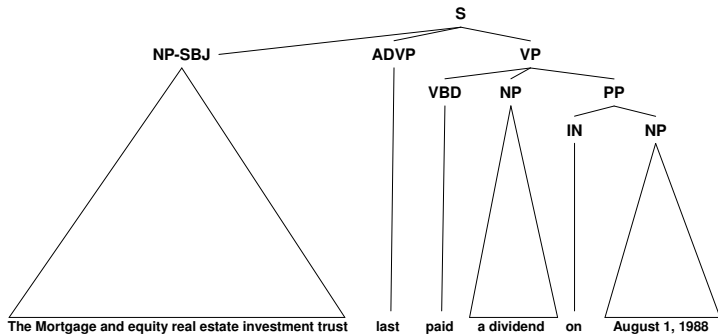 S
NP-SBJ ADVP VP
VBD NP PP
IN NP
The Mortgage and equity real estate investment trust last paid a dividend on August 1, 1988